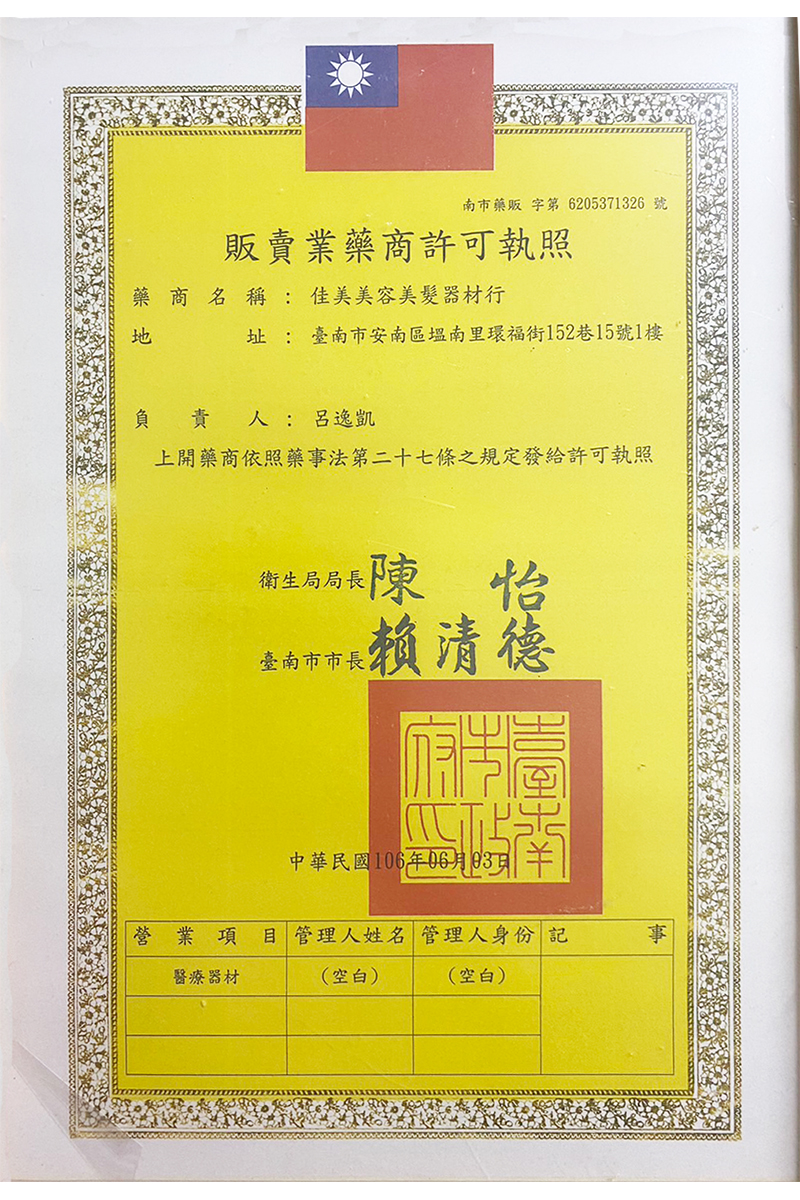 南市藥販 字第 6205371326 號
販賣業藥商許可執照
藥商名稱：佳美美容美髮器材行
地址：臺南市安南區塭南里環福街152巷15號1樓
負責人：呂逸凱
上開藥商依照藥事法第二十七條之規定發給許可執照
衛生局局長 陳怡
臺南市市長 賴清德
臺南市政府印
中華民國106年06月03日
營業項目 管理人姓名 管理人身份 記事
醫療器材 (空白) (空白)